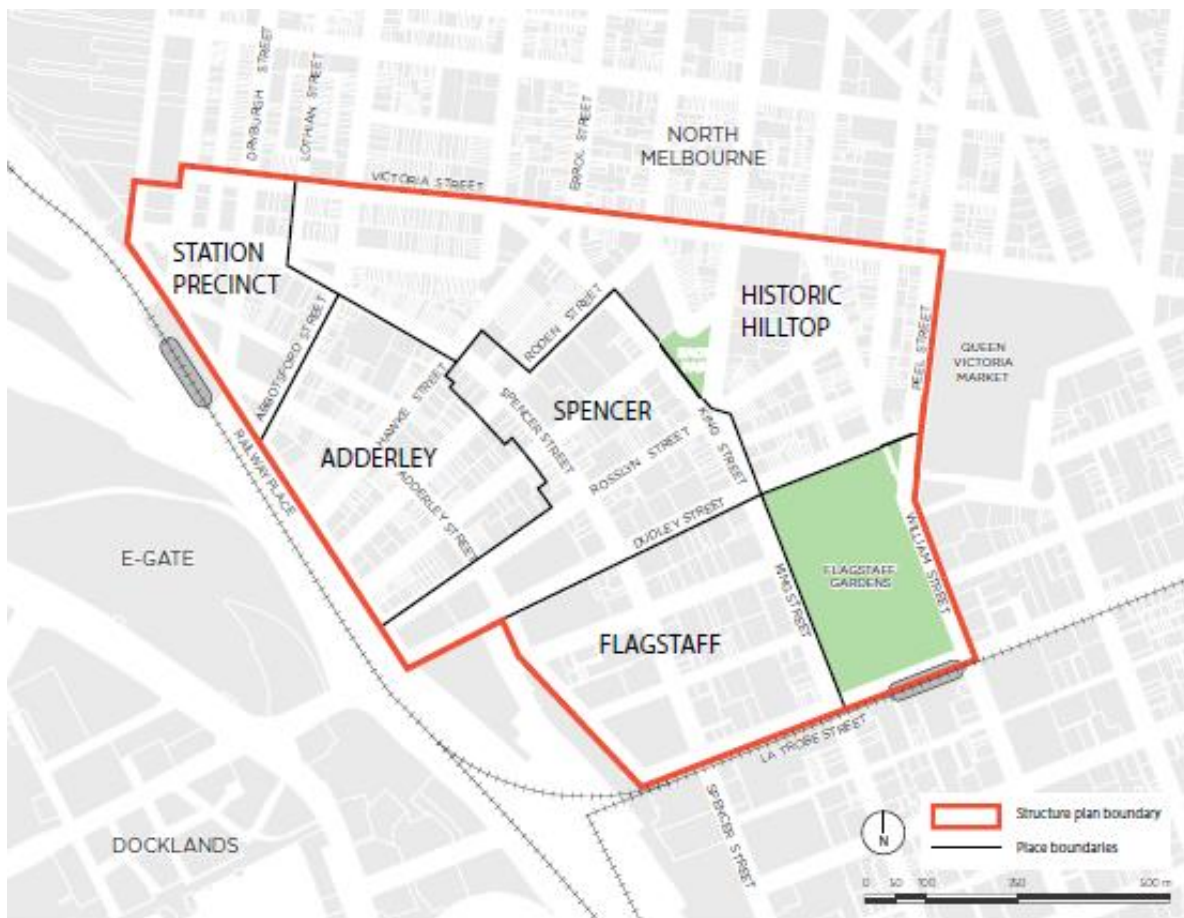 DRYBURGH STREET
LOTHIAN STREET
ERROL STREET
NORTH
MELBOURNE
VICTORIA STREET
STATION
PRECINCT
HISTORIC
HILLTOP
ABBOTSFORD STREET
RODEN STREET
PEEL STREET
QUEEN
VICTORIA
MARKET
HAWKE STREET
SPENCER STREET
SPENCER
KING STREET
ROSSLYN STREET
ADDERLEY
ADDERLEY STREET
RAILWAY PLACE
DUDLEY STREET
E-GATE
WILLIAM STREET
FLAGSTAFF
GARDENS
KING STREET
FLAGSTAFF
LA TROBE STREET
SPENCER STREET
DOCKLANDS
N
Structure plan boundary
Place boundaries
0 50 100 250 500 m